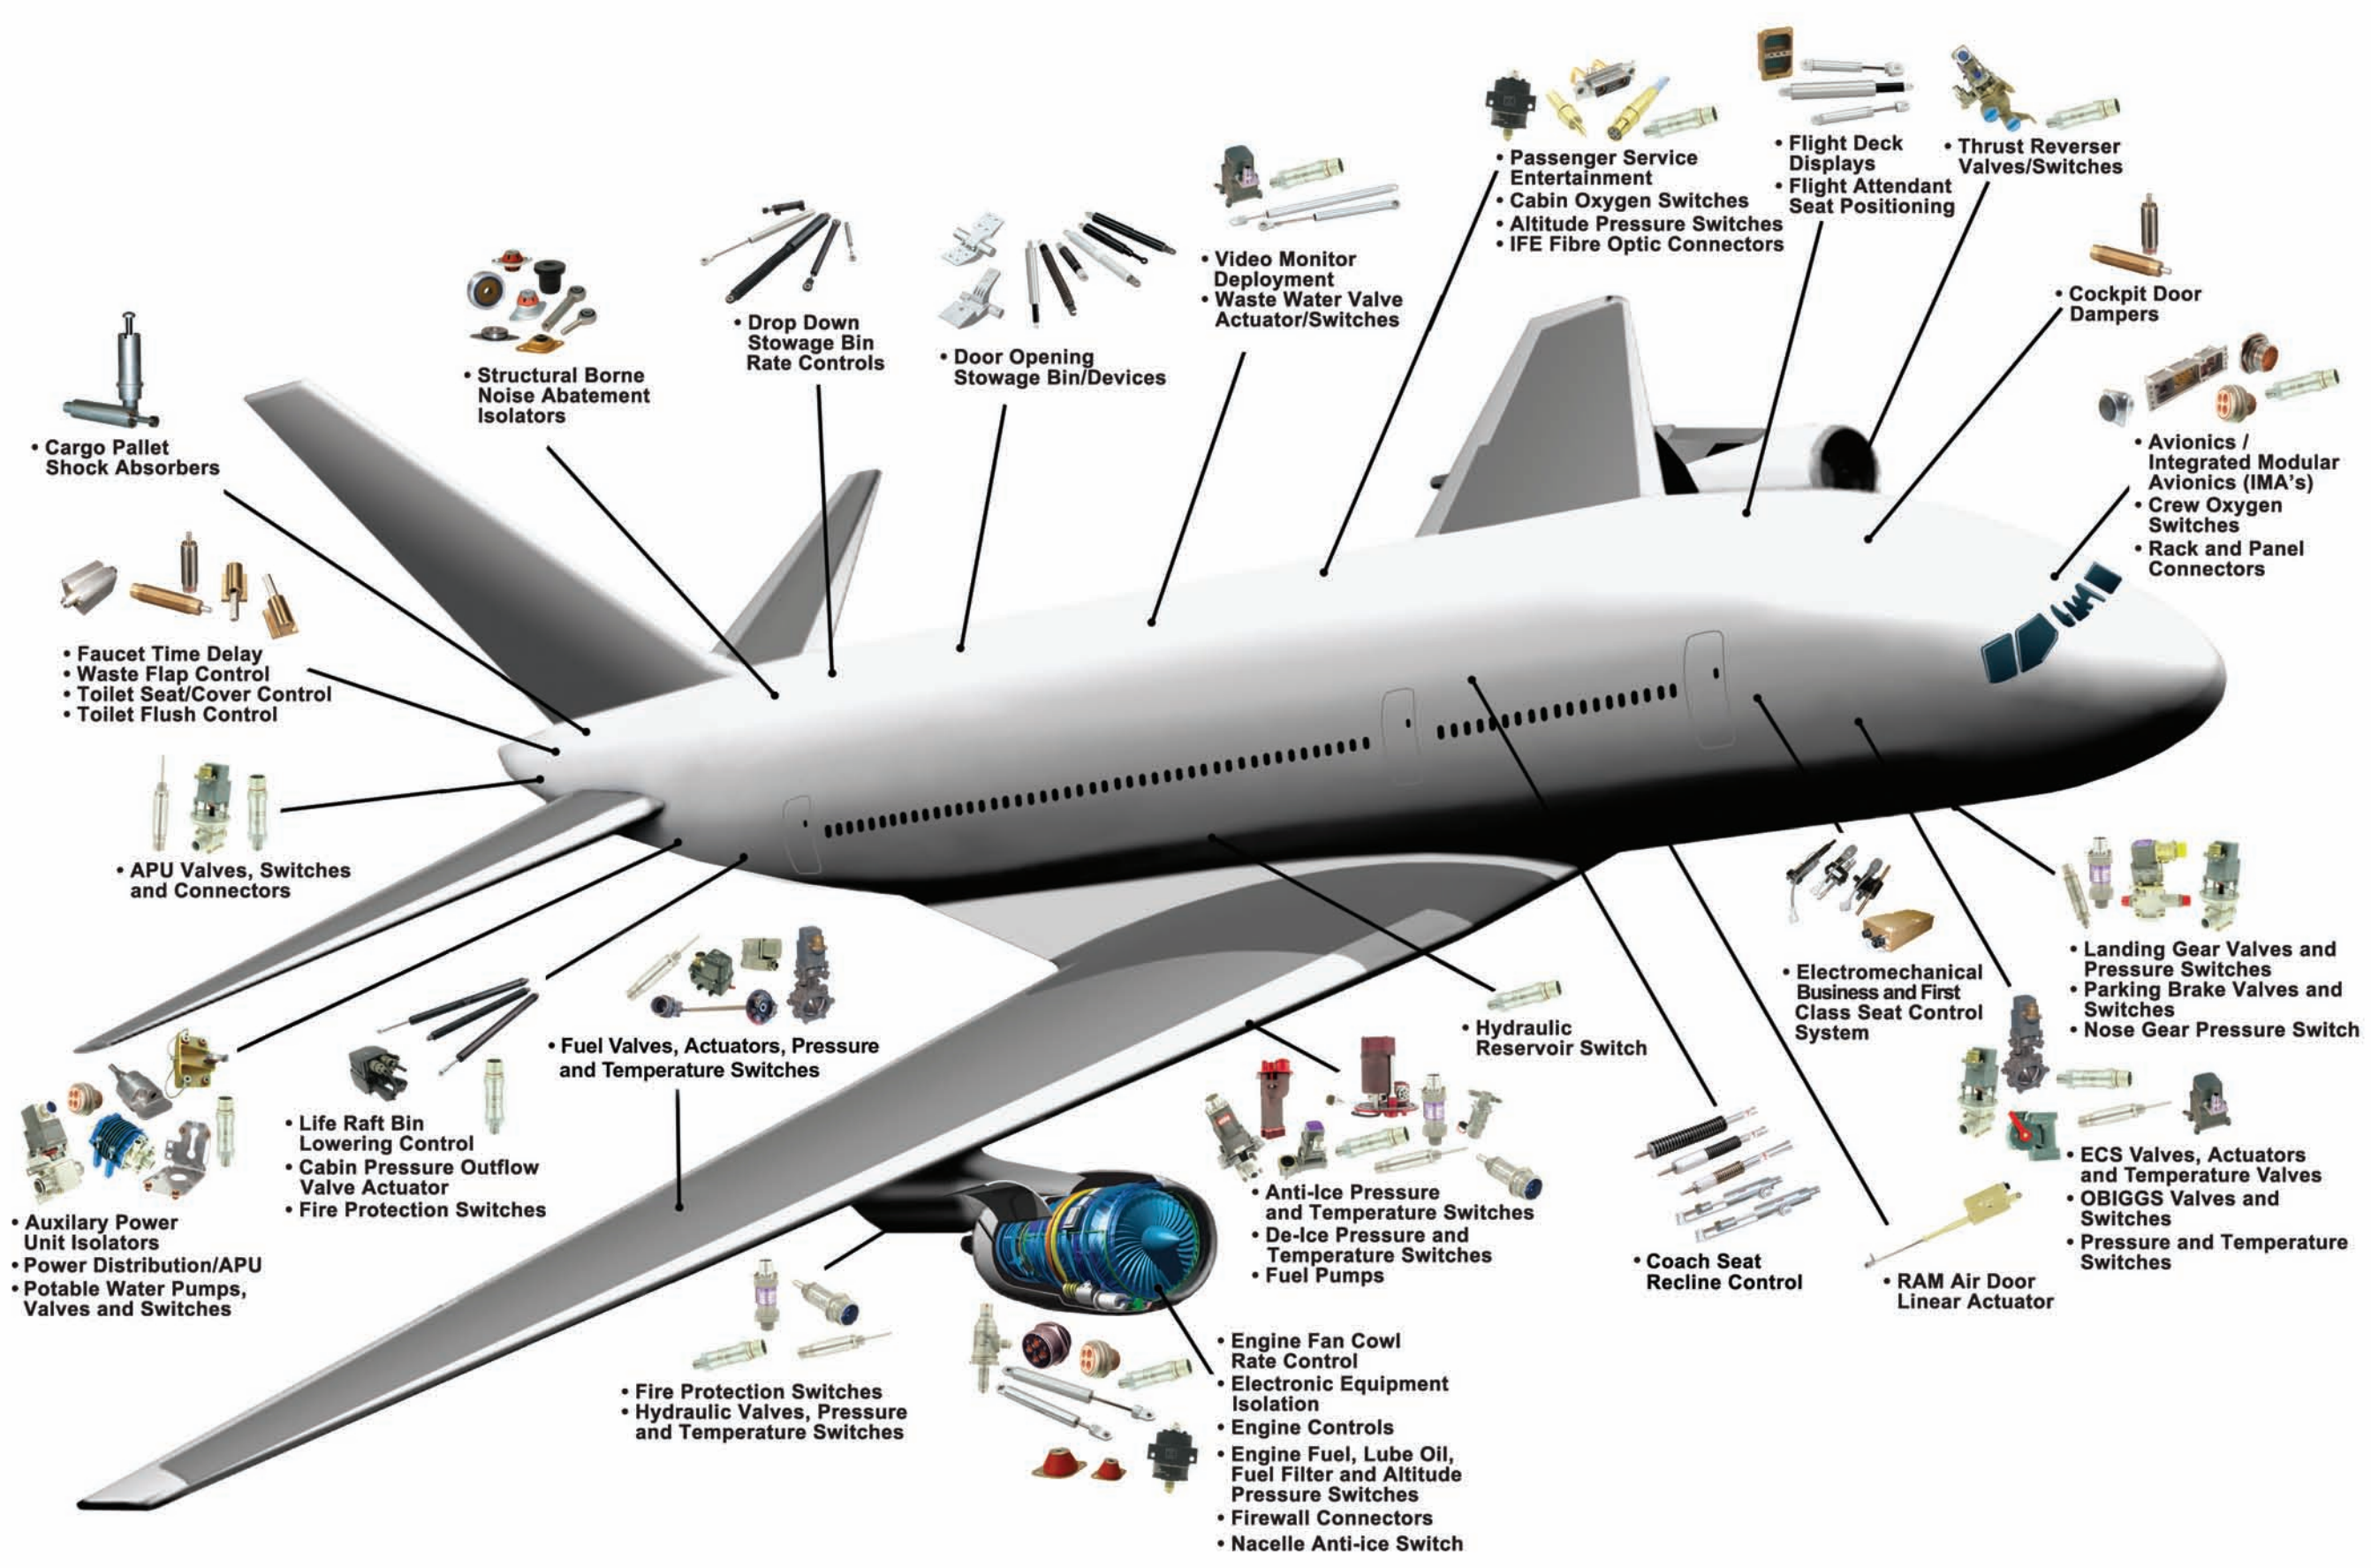 • Passenger Service
Entertainment
• Cabin Oxygen Switches
• Altitude Pressure Switches
• IFE Fibre Optic Connectors
• Flight Deck
Displays
• Flight Attendant
Seat Positioning
• Thrust Reverser
Valves/Switches
• Video Monitor
Deployment
• Waste Water Valve
Actuator/Switches
• Cockpit Door
Dampers
• Drop Down
Stowage Bin
Rate Controls
• Door Opening
Stowage Bin/Devices
• Structural Borne
Noise Abatement
Isolators
• Cargo Pallet
Shock Absorbers
• Avionics /
Integrated Modular
Avionics (IMA's)
• Crew Oxygen
Switches
• Rack and Panel
Connectors
• Faucet Time Delay
• Waste Flap Control
• Toilet Seat/Cover Control
• Toilet Flush Control
• APU Valves, Switches
and Connectors
• Landing Gear Valves and
Pressure Switches
• Parking Brake Valves and
Switches
• Nose Gear Pressure Switch
• Electromechanical
Business and First
Class Seat Control
System
• Hydraulic
Reservoir Switch
• Fuel Valves, Actuators, Pressure
and Temperature Switches
• Life Raft Bin
Lowering Control
• Cabin Pressure Outflow
Valve Actuator
• Fire Protection Switches
• Auxilary Power
Unit Isolators
• Power Distribution/APU
• Potable Water Pumps,
Valves and Switches
• Anti-Ice Pressure
and Temperature Switches
• De-Ice Pressure and
Temperature Switches
• Fuel Pumps
• ECS Valves, Actuators
and Temperature Valves
• OBIGGS Valves and
Switches
• Pressure and Temperature
Switches
• Coach Seat
Recline Control
• RAM Air Door
Linear Actuator
• Fire Protection Switches
• Hydraulic Valves, Pressure
and Temperature Switches
• Engine Fan Cowl
Rate Control
• Electronic Equipment
Isolation
• Engine Controls
• Engine Fuel, Lube Oil,
Fuel Filter and Altitude
Pressure Switches
• Firewall Connectors
• Nacelle Anti-ice Switch